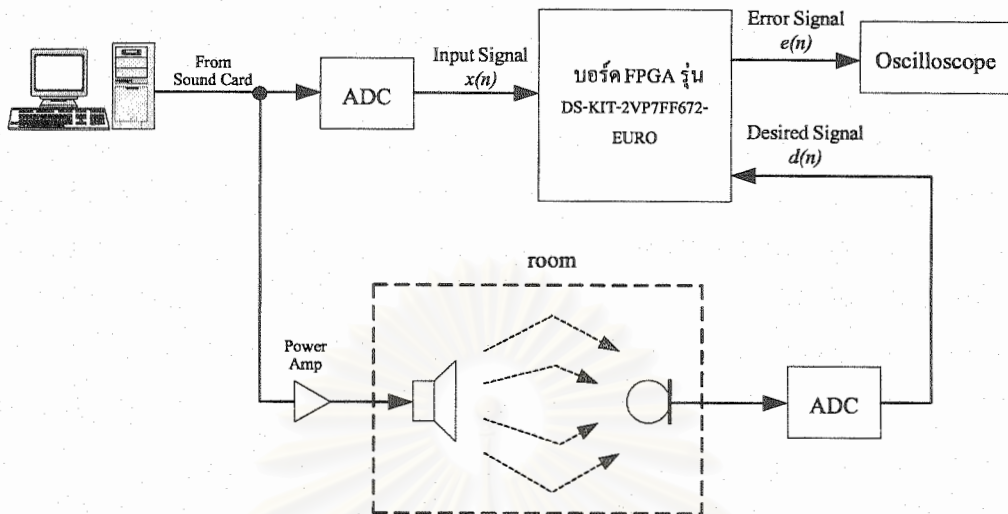 From
Sound Card
ADC
Input Signal
x(n)
บอร์ด FPGA รุ่น
DS-KIT-2VP7FF672-
EURO
Error Signal
e(n)
Oscilloscope
Desired Signal
d(n)
room
Power
Amp
ADC